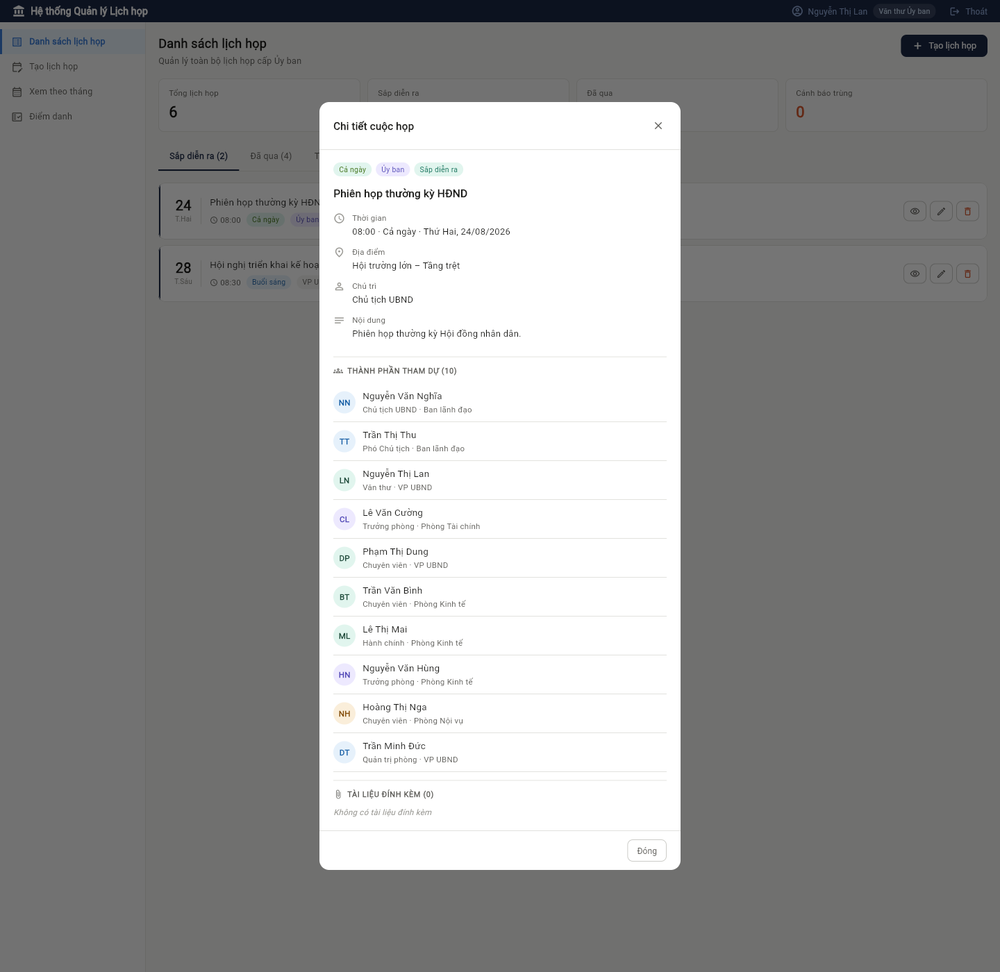 Hệ thống Quản lý Lịch họp
Nguyễn Thị Lan
Văn thư Ủy ban
Thoát
Danh sách lịch họp
Tạo lịch họp
Xem theo tháng
Điểm danh
Danh sách lịch họp
Quản lý toàn bộ lịch họp cấp Ủy ban
Tạo lịch họp
Tổng lịch họp
6
Sắp diễn ra
Đã qua
Cảnh báo trùng
0
Sắp diễn ra (2)
Đã qua (4)
24
T.Hai
Phiên họp thường kỳ HĐN
08:00
Cả ngày
Ủy ban
28
T.Sáu
Hội nghị triển khai kế hoạ
08:30
Buổi sáng
VP U
Chi tiết cuộc họp
Cả ngày
Ủy ban
Sắp diễn ra
Phiên họp thường kỳ HĐND
Thời gian
08:00 · Cả ngày · Thứ Hai, 24/08/2026
Địa điểm
Hội trường lớn – Tầng trệt
Chủ trì
Chủ tịch UBND
Nội dung
Phiên họp thường kỳ Hội đồng nhân dân.
THÀNH PHẦN THAM DỰ (10)
NN
Nguyễn Văn Nghĩa
Chủ tịch UBND · Ban lãnh đạo
TT
Trần Thị Thu
Phó Chủ tịch · Ban lãnh đạo
LN
Nguyễn Thị Lan
Văn thư · VP UBND
CL
Lê Văn Cường
Trưởng phòng · Phòng Tài chính
DP
Phạm Thị Dung
Chuyên viên · VP UBND
BT
Trần Văn Bình
Chuyên viên · Phòng Kinh tế
ML
Lê Thị Mai
Hành chính · Phòng Kinh tế
HN
Nguyễn Văn Hùng
Trưởng phòng · Phòng Kinh tế
NH
Hoàng Thị Nga
Chuyên viên · Phòng Nội vụ
DT
Trần Minh Đức
Quản trị phòng · VP UBND
TÀI LIỆU ĐÍNH KÈM (0)
Không có tài liệu đính kèm
Đóng